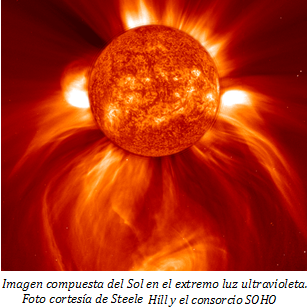 Imagen compuesta del Sol en el extremo luz ultravioleta.
Foto cortesía de Steele Hill y el consorcio SOHO